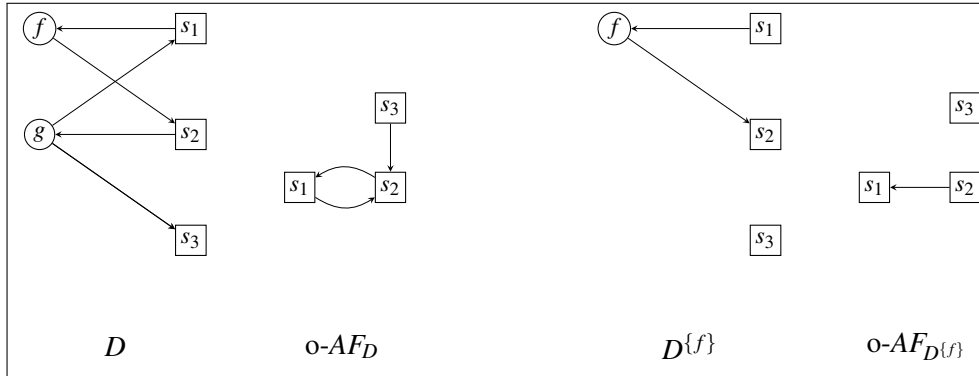 f s₁ f s₁
s₃ s₃
g s₂ s₂
s₁ s₂ s₁ s₂
s₃ s₃
D o-AF_D D^{f} o-AF_{D^{f}}